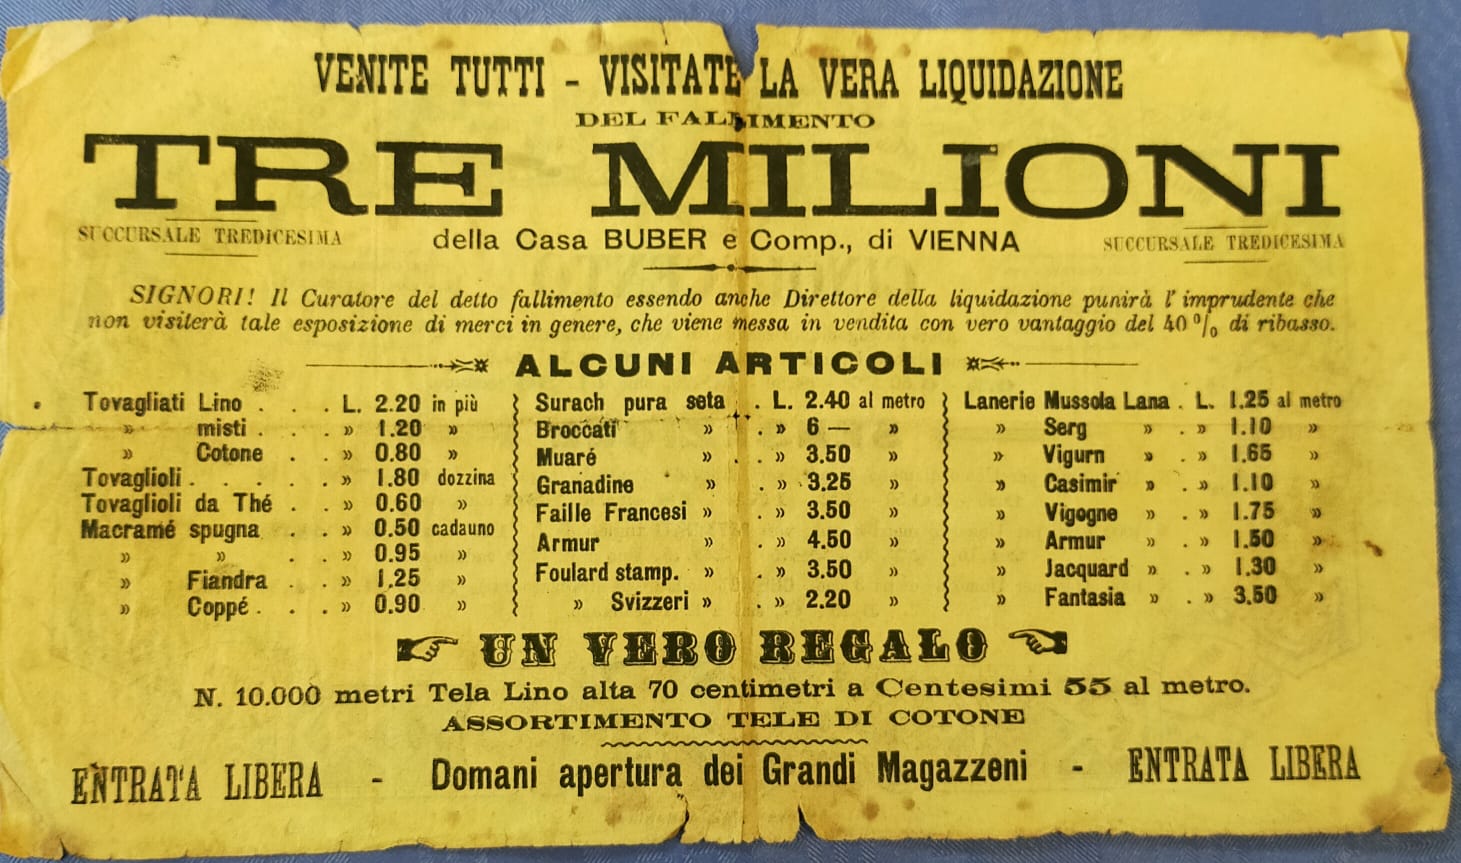 VENITE TUTTI - VISITATE LA VERA LIQUIDAZIONE
DEL FALLIMENTO
TRE MILIONI
SUCCURSALE TREDICESIMA
della Casa BUBER e Comp., di VIENNA
SUCCURSALE TREDICESIMA
SIGNORI! Il Curatore del detto fallimento essendo anche Direttore della liquidazione punirà l'imprudente che
non visiterà tale esposizione di merci in genere, che viene messa in vendita con vero vantaggio del 40 % di ribasso.
ALCUNI ARTICOLI
Tovagliati Lino . . . L. 2.20 in più
» misti . . . » 1.20 »
» Cotone . . » 0.80 »
Tovaglioli . . . . . » 1.80 dozzina
Tovaglioli da Thé . . » 0.60 »
Macramé spugna . . » 0.50 cadauno
» » . . » 0.95 »
» Fiandra . . » 1.25 »
» Coppé . . . » 0.90 »
Surach pura seta . L. 2.40 al metro
Broccati » . » 6 — »
Muaré » . . » 3.50 »
Granadine » . » 3.25 »
Faille Francesi » . » 3.50 »
Armur » . » 4.50 »
Foulard stamp. » . » 3.50 »
» Svizzeri » . » 2.20 »
Lanerie Mussola Lana . L. 1.25 al metro
» Serg » . » 1.10 »
» Vigurn » . » 1.65 »
» Casimir » . » 1.10 »
» Vigogne » . » 1.75 »
» Armur » . » 1.50 »
» Jacquard » . » 1.30 »
» Fantasia » . » 3.50 »
UN VERO REGALO
N. 10.000 metri Tela Lino alta 70 centimetri a Centesimi 55 al metro.
ASSORTIMENTO TELE DI COTONE
ENTRATA LIBERA - Domani apertura dei Grandi Magazzeni - ENTRATA LIBERA